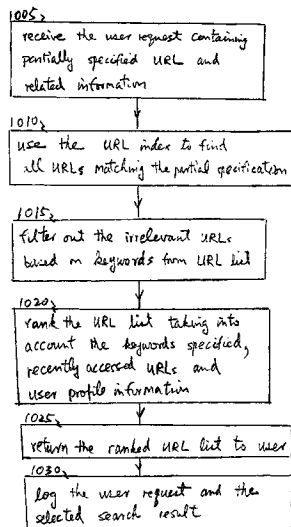 1005
receive the user request containing
partially specified URL and
related information
1010
use the URL index to find
all URLs matching the partial specification
1015
filter out the irrelevant URLs
based on keywords from URL list
1020
rank the URL list taking into
account the keywords specified,
recently accessed URLs and
user profile information
1025
return the ranked URL list to user
1030
log the user request and the
selected search result